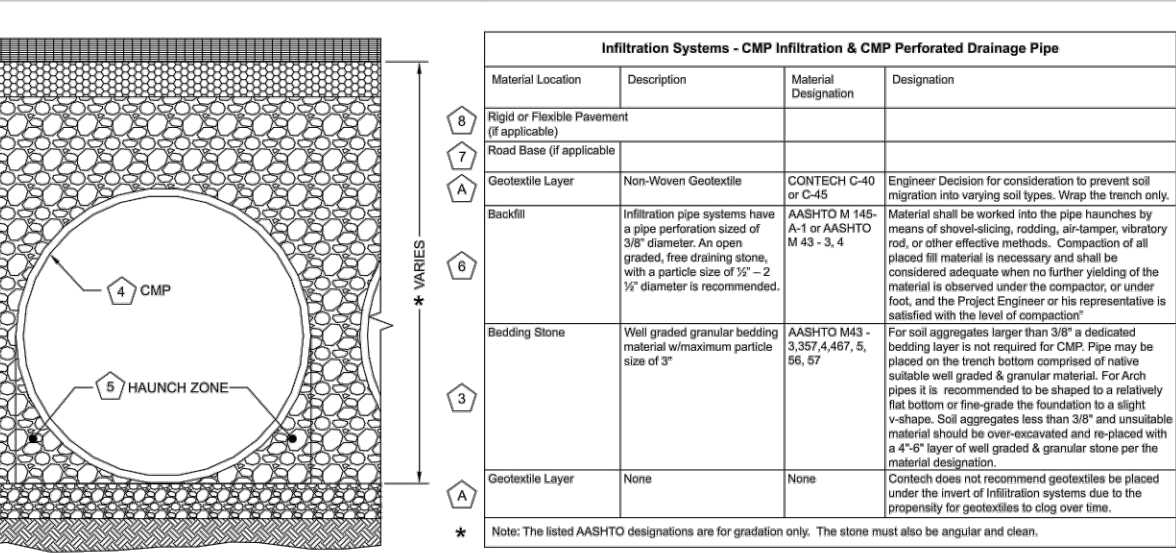 4 CMP
5 HAUNCH ZONE
* VARIES
Infiltration Systems - CMP Infiltration & CMP Perforated Drainage Pipe
Material Location
Description
Material
Designation
Designation
8
Rigid or Flexible Pavement
(if applicable)
7
Road Base (if applicable
A
Geotextile Layer
Non-Woven Geotextile
CONTECH C-40
or C-45
Engineer Decision for consideration to prevent soil
migration into varying soil types. Wrap the trench only.
6
Backfill
Infiltration pipe systems have
a pipe perforation sized of
3/8" diameter. An open
graded, free draining stone,
with a particle size of ½" – 2
½" diameter is recommended.
AASHTO M 145-
A-1 or AASHTO
M 43 - 3, 4
Material shall be worked into the pipe haunches by
means of shovel-slicing, rodding, air-tamper, vibratory
rod, or other effective methods. Compaction of all
placed fill material is necessary and shall be
considered adequate when no further yielding of the
material is observed under the compactor, or under
foot, and the Project Engineer or his representative is
satisfied with the level of compaction"
3
Bedding Stone
Well graded granular bedding
material w/maximum particle
size of 3"
AASHTO M43 -
3,357,4,467, 5,
56, 57
For soil aggregates larger than 3/8" a dedicated
bedding layer is not required for CMP. Pipe may be
placed on the trench bottom comprised of native
suitable well graded & granular material. For Arch
pipes it is recommended to be shaped to a relatively
flat bottom or fine-grade the foundation to a slight
v-shape. Soil aggregates less than 3/8" and unsuitable
material should be over-excavated and re-placed with
a 4"-6" layer of well graded & granular stone per the
material designation.
A
Geotextile Layer
None
None
Contech does not recommend geotextiles be placed
under the invert of Infilitration systems due to the
propensity for geotextiles to clog over time.
*
Note: The listed AASHTO designations are for gradation only. The stone must also be angular and clean.